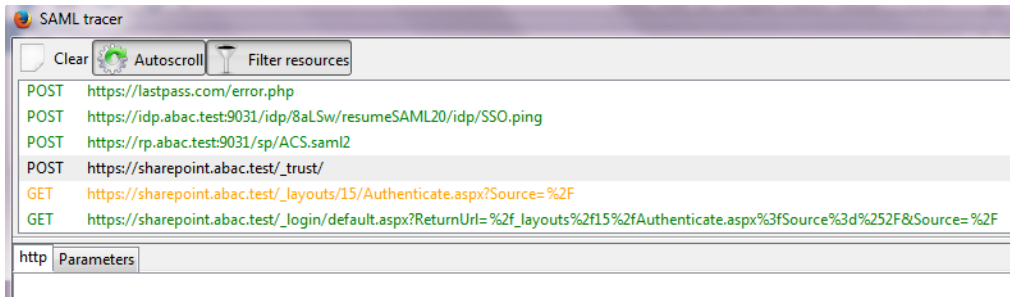 SAML tracer
Clear Autoscroll Filter resources
POST https://lastpass.com/error.php
POST https://idp.abac.test:9031/idp/8aLSw/resumeSAML20/idp/SSO.ping
POST https://rp.abac.test:9031/sp/ACS.saml2
POST https://sharepoint.abac.test/_trust/
GET https://sharepoint.abac.test/_layouts/15/Authenticate.aspx?Source=%2F
GET https://sharepoint.abac.test/_login/default.aspx?ReturnUrl=%2f_layouts%2f15%2fAuthenticate.aspx%3fSource%3d%252F&Source=%2F
http Parameters